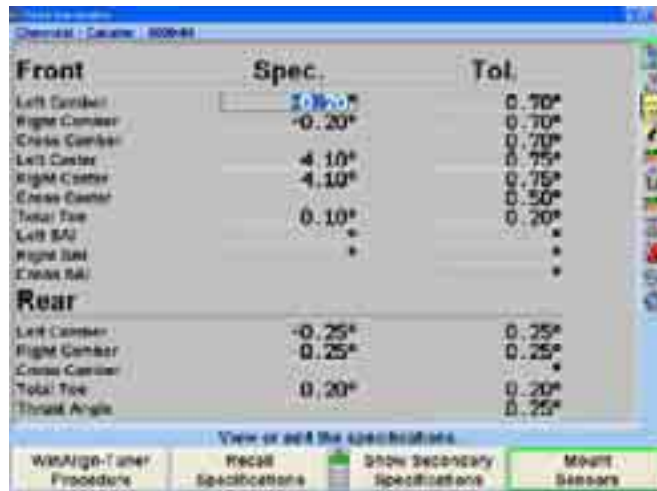 Chevrolet : Cavalier :
Front Spec. Tol.
Left Camber 0.70°
Right Camber -0.20° 0.70°
Cross Camber 0.70°
Left Caster 4.10° 0.75°
Right Caster 4.10° 0.75°
Cross Caster 0.50°
Total Toe 0.10° 0.20°
Left SAI ° °
Right SAI ° °
Cross SAI °
Rear
Left Camber -0.25° 0.25°
Right Camber 0.25° 0.25°
Cross Camber °
Total Toe 0.20° 0.20°
Thrust Angle 0.25°
View or edit the specifications.
WinAlign-Tuner Procedure
Recall Specifications
Show Secondary Specifications
Mount Sensors